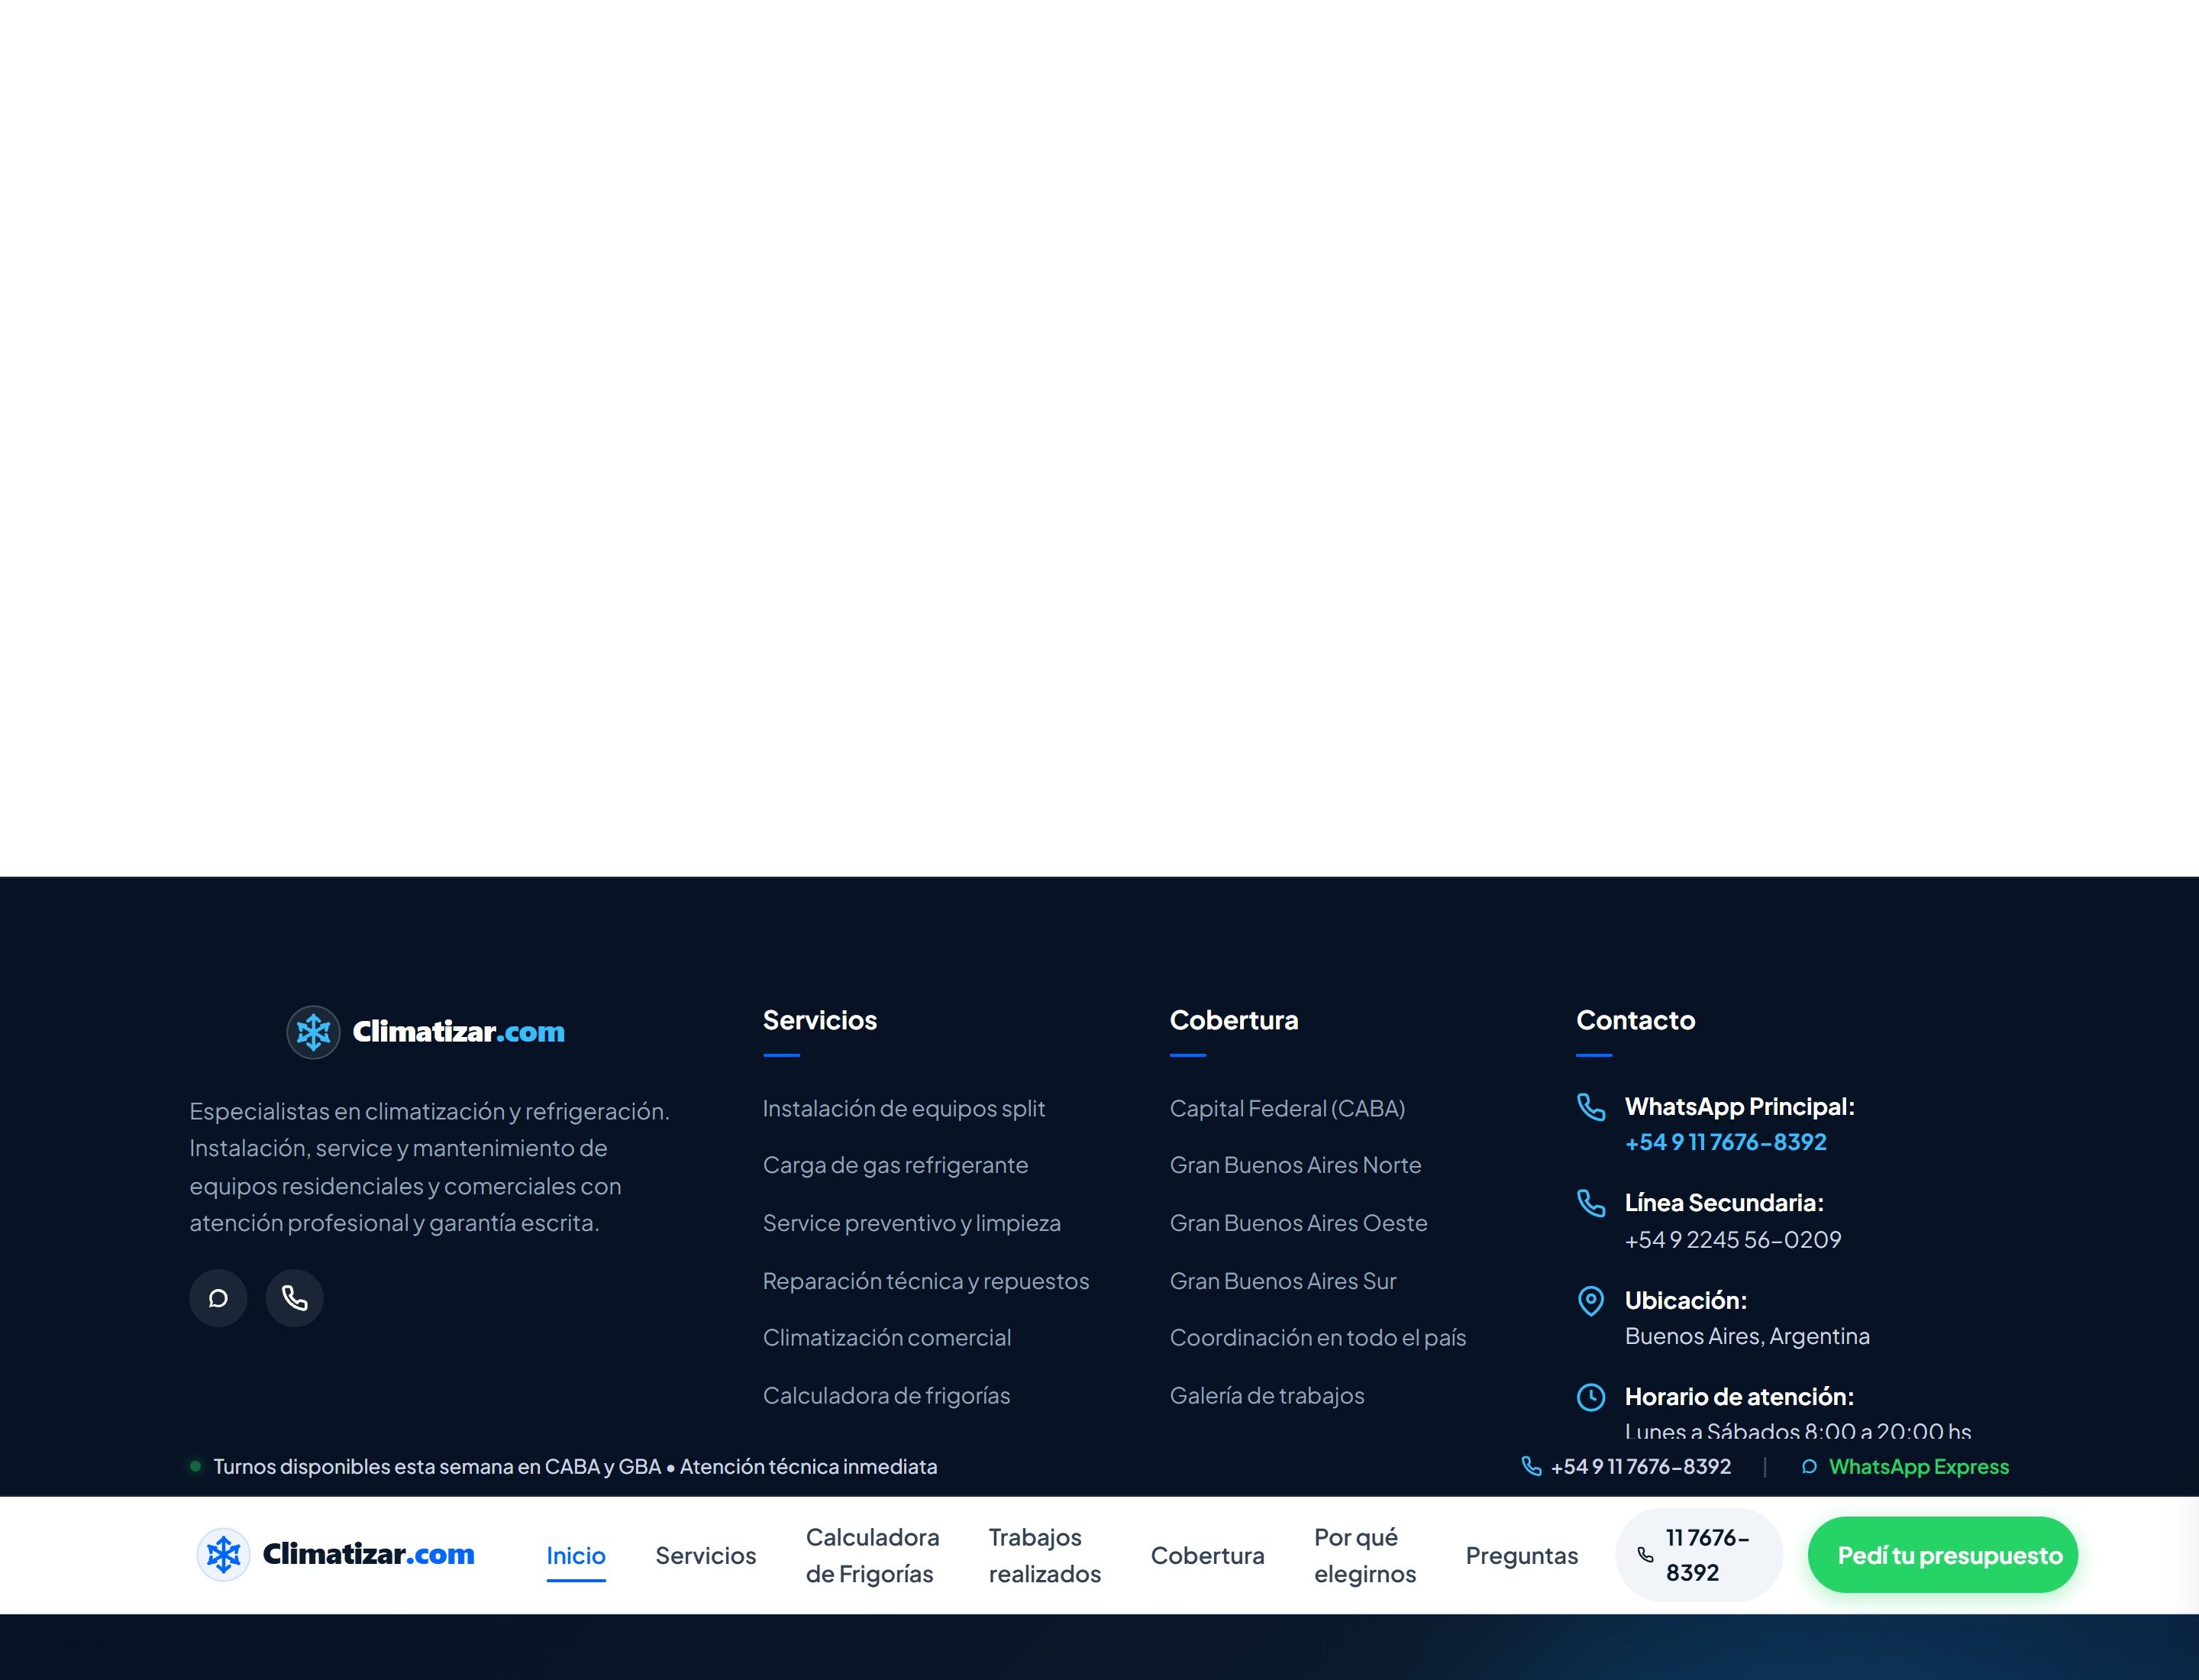 Climatizar.com
Especialistas en climatización y refrigeración.
Instalación, service y mantenimiento de
equipos residenciales y comerciales con
atención profesional y garantía escrita.
Servicios
Instalación de equipos split
Carga de gas refrigerante
Service preventivo y limpieza
Reparación técnica y repuestos
Climatización comercial
Calculadora de frigorías
Cobertura
Capital Federal (CABA)
Gran Buenos Aires Norte
Gran Buenos Aires Oeste
Gran Buenos Aires Sur
Coordinación en todo el país
Galería de trabajos
Contacto
WhatsApp Principal:
+54 9 11 7676-8392
Línea Secundaria:
+54 9 2245 56-0209
Ubicación:
Buenos Aires, Argentina
Horario de atención:
Lunes a Sábados 8:00 a 20:00 hs
Turnos disponibles esta semana en CABA y GBA • Atención técnica inmediata
+54 9 11 7676-8392 | WhatsApp Express
Climatizar.com
Inicio
Servicios
Calculadora
de Frigorías
Trabajos
realizados
Cobertura
Por qué
elegirnos
Preguntas
11 7676-
8392
Pedí tu presupuesto